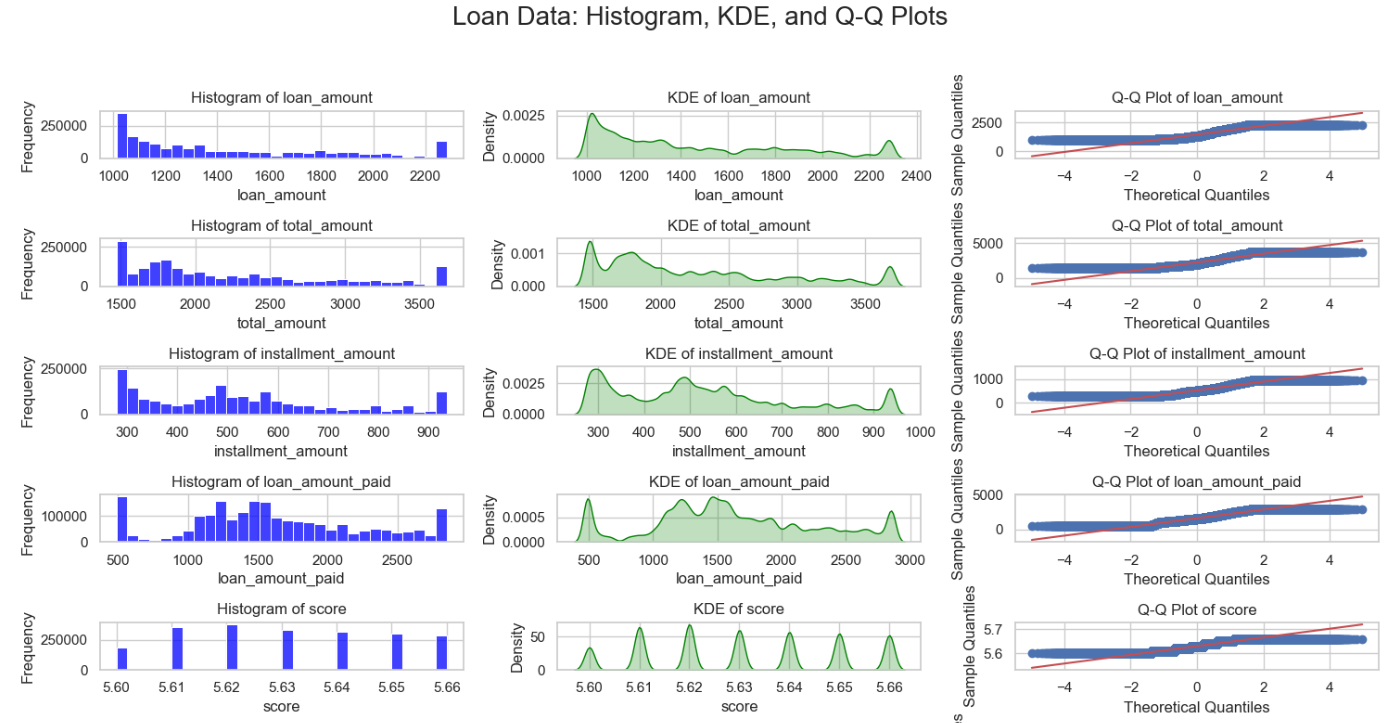 Loan Data: Histogram, KDE, and Q-Q Plots
Histogram of loan_amount
Frequency
250000
0
1000 1200 1400 1600 1800 2000 2200
loan_amount
KDE of loan_amount
Density
0.0025
0.0000
1000 1200 1400 1600 1800 2000 2200 2400
loan_amount
Q-Q Plot of loan_amount
Sample Quantiles
2500
0
−4 −2 0 2 4
Theoretical Quantiles
Histogram of total_amount
Frequency
250000
0
1500 2000 2500 3000 3500
total_amount
KDE of total_amount
Density
0.001
0.000
1500 2000 2500 3000 3500
total_amount
Q-Q Plot of total_amount
Sample Quantiles
5000
0
−4 −2 0 2 4
Theoretical Quantiles
Histogram of installment_amount
Frequency
250000
0
300 400 500 600 700 800 900
installment_amount
KDE of installment_amount
Density
0.0025
0.0000
300 400 500 600 700 800 900 1000
installment_amount
Q-Q Plot of installment_amount
Sample Quantiles
1000
0
−4 −2 0 2 4
Theoretical Quantiles
Histogram of loan_amount_paid
Frequency
100000
0
500 1000 1500 2000 2500
loan_amount_paid
KDE of loan_amount_paid
Density
0.0005
0.0000
500 1000 1500 2000 2500 3000
loan_amount_paid
Q-Q Plot of loan_amount_paid
Sample Quantiles
5000
0
−4 −2 0 2 4
Theoretical Quantiles
Histogram of score
Frequency
250000
0
5.60 5.61 5.62 5.63 5.64 5.65 5.66
score
KDE of score
Density
50
0
5.60 5.61 5.62 5.63 5.64 5.65 5.66
score
Q-Q Plot of score
Sample Quantiles
5.7
5.6
−4 −2 0 2 4
Theoretical Quantiles